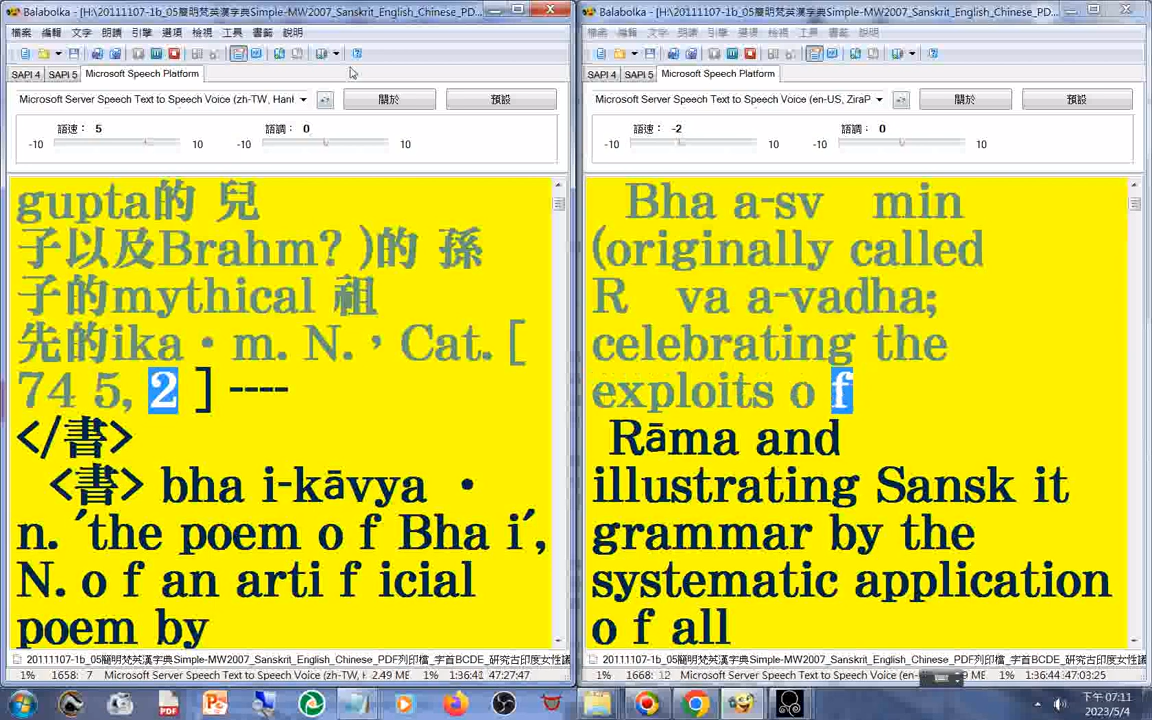 Balabolka - [H:\20111107-1b_05簡明梵英漢字典Simple-MW2007_Sanskrit_English_Chinese_PD...
檔案 編輯 文字 朗讀 引擎 選項 檢視 工具 書籤 說明
SAPI 4 SAPI 5 Microsoft Speech Platform
Microsoft Server Speech Text to Speech Voice (zh-TW, Hanl 關於 預設
語速： 5 語調： 0
-10 10 -10 10
gupta的 兒
子以及Brahm? )的 孫
子的mythical 祖
先的ika・m. N.，Cat. [
74 5, 2 ] ----
</書>
<書> bha i-kāvya ・
n. ′the poem o f Bha i′,
N. o f an arti f icial
poem by
20111107-1b_05簡明梵英漢字典Simple-MW2007_Sanskrit_English_Chinese_PDF列印檔_字首BCDE_研究古印度女性議
1% 1658: 7 Microsoft Server Speech Text to Speech Voice (zh-TW, H 2.49 MB 1% 1:36:41 47:27:47
Balabolka - [H:\20111107-1b_05簡明梵英漢字典Simple-MW2007_Sanskrit_English_Chinese_PD...
檔案 編輯 文字 朗讀 引擎 選項 檢視 工具 書籤 說明
SAPI 4 SAPI 5 Microsoft Speech Platform
Microsoft Server Speech Text to Speech Voice (en-US, ZiraP 關於 預設
語速： -2 語調： 0
-10 10 -10 10
Bha a-sv min
(originally called
R va a-vadha;
celebrating the
exploits o f
Rāma and
illustrating Sansk it
grammar by the
systematic application
o f all
20111107-1b_05簡明梵英漢字典Simple-MW2007_Sanskrit_English_Chinese_PDF列印檔_字首BCDE_研究古印度女性議
1% 1668: 12 Microsoft Server Speech Text to Speech Voice (en-U MB 1% 1:36:44 47:03:25
PDF
下午 07:11
2023/5/4